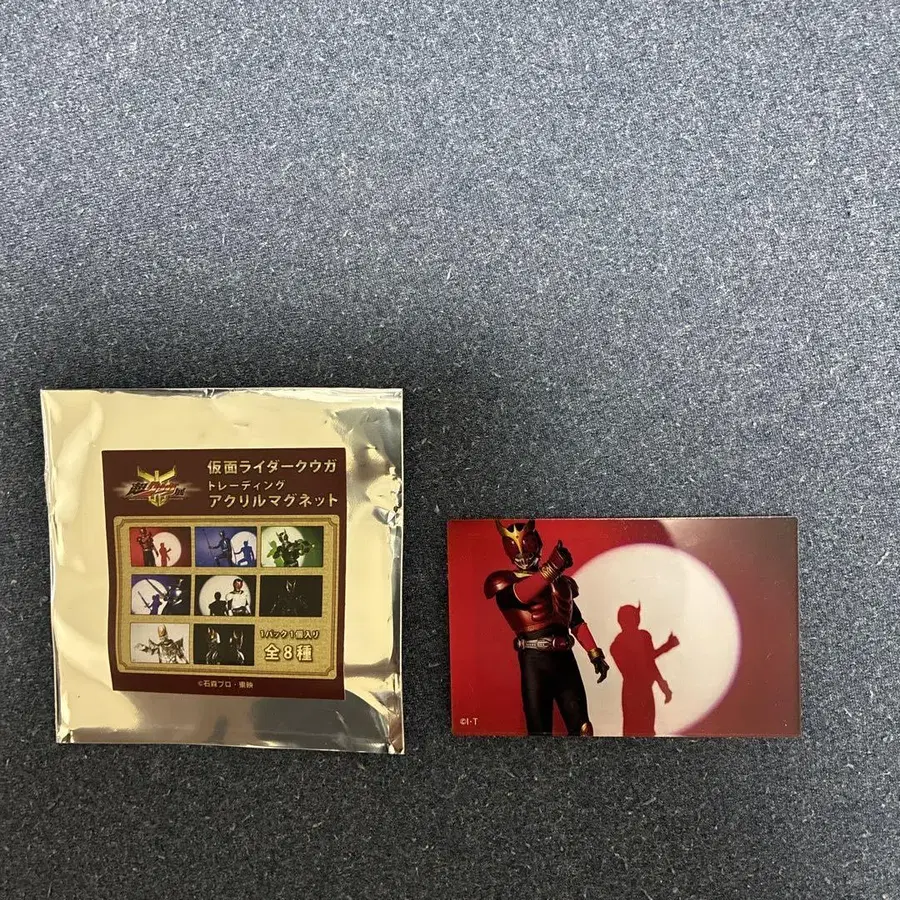 仮面ライダークウガ
トレーディング
アクリルマグネット
1パック1個入り
全8種
©石森プロ・東映
©I・T